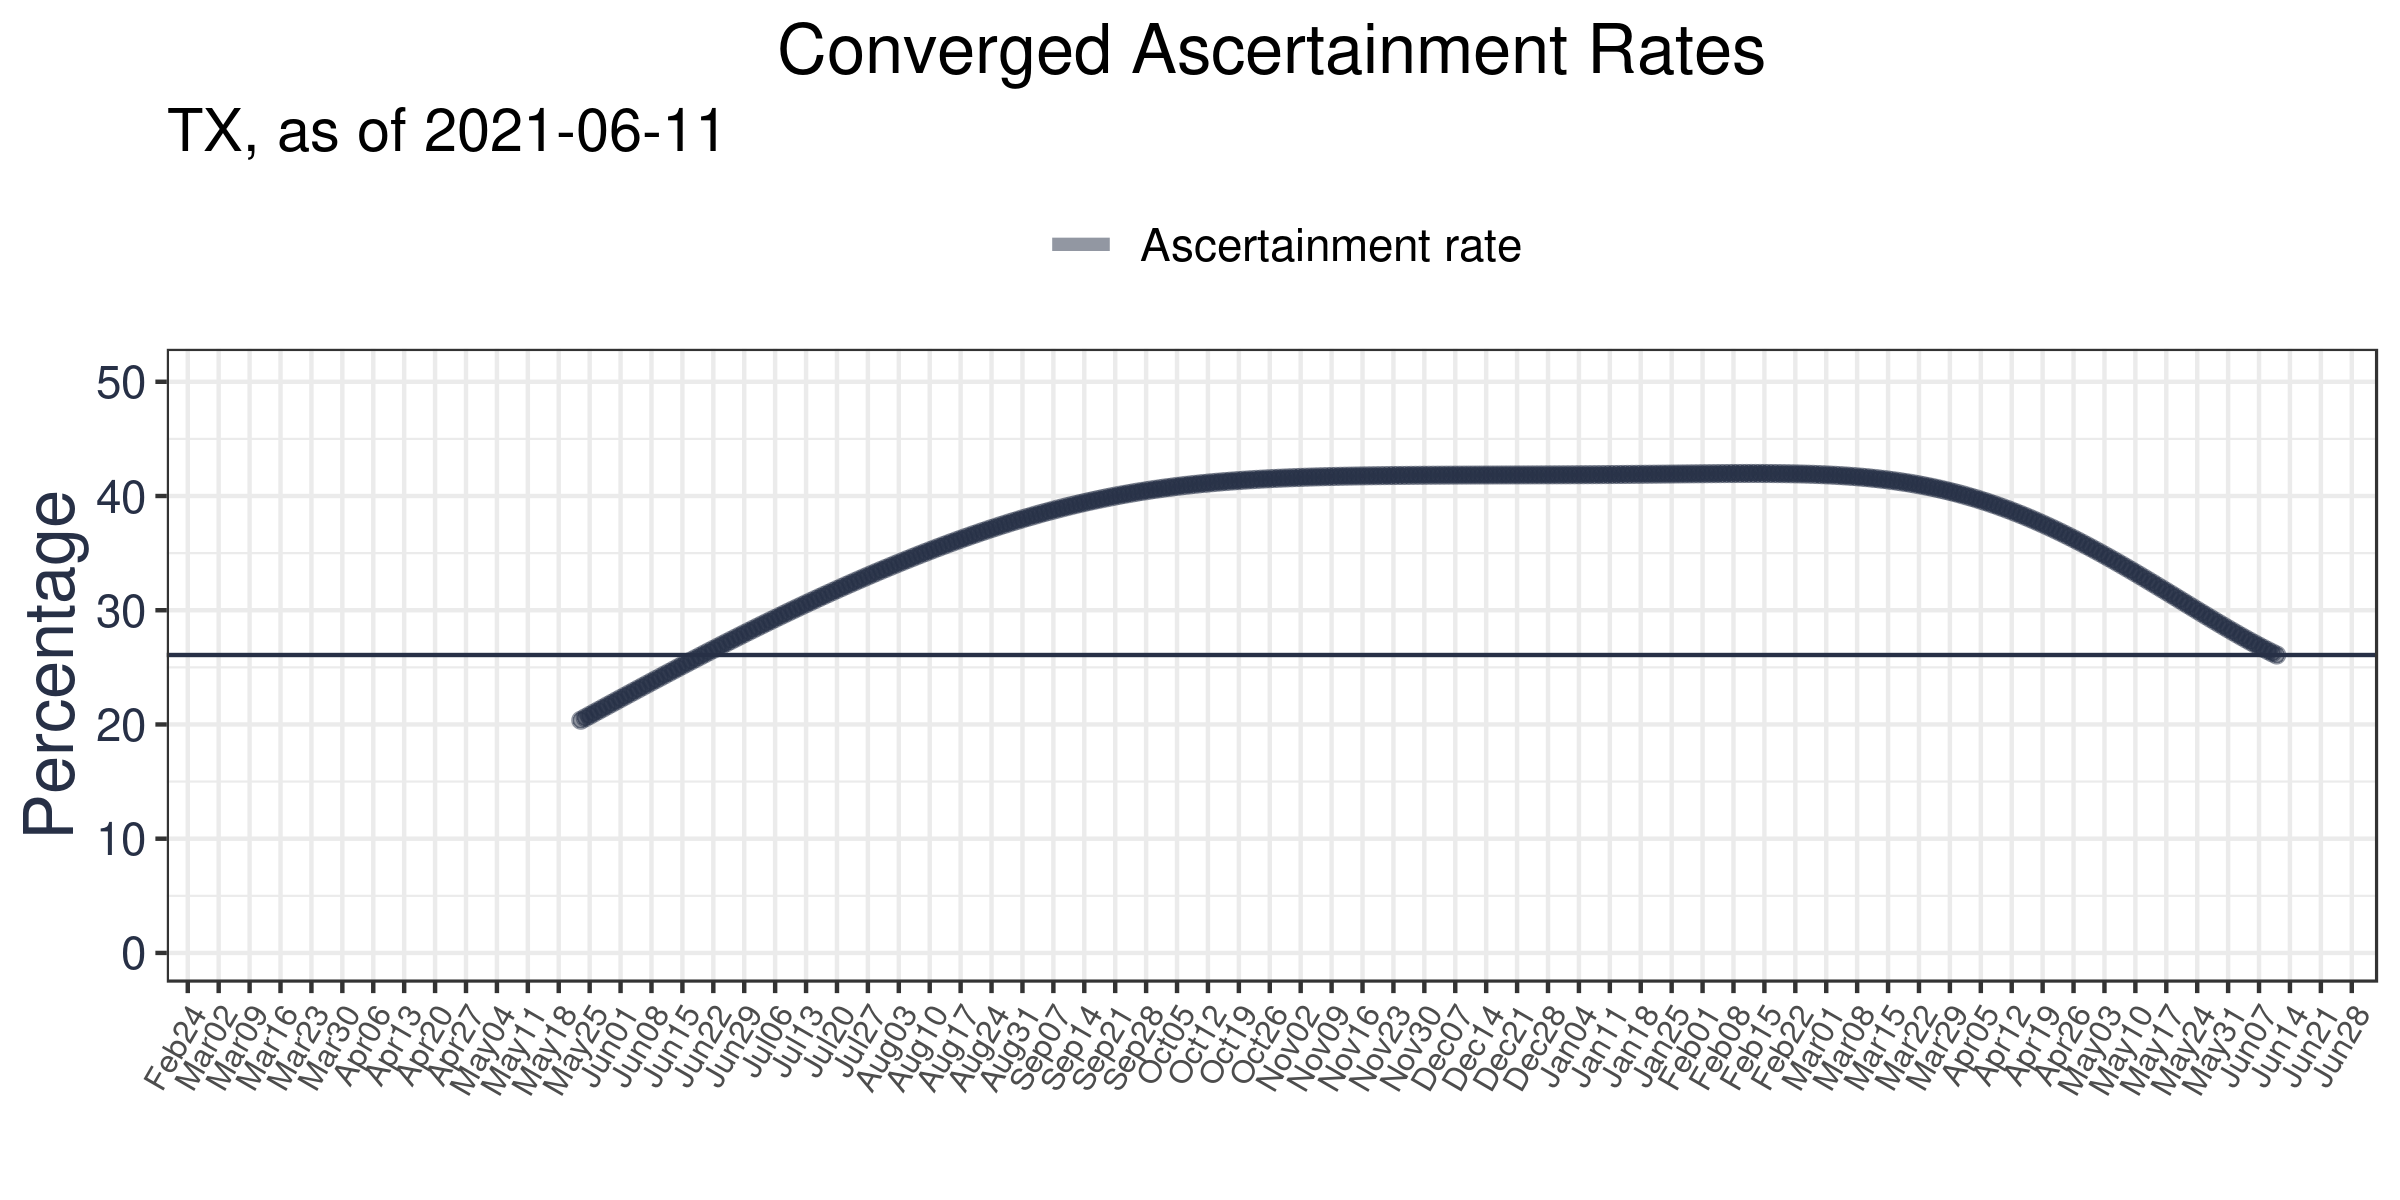 Converged Ascertainment Rates
TX, as of 2021-06-11
Ascertainment rate
Percentage
50
40
30
20
10
0
Feb24
Mar02
Mar09
Mar16
Mar23
Mar30
Apr06
Apr13
Apr20
Apr27
May04
May11
May18
May25
Jun01
Jun08
Jun15
Jun22
Jun29
Jul06
Jul13
Jul20
Jul27
Aug03
Aug10
Aug17
Aug24
Aug31
Sep07
Sep14
Sep21
Sep28
Oct05
Oct12
Oct19
Oct26
Nov02
Nov09
Nov16
Nov23
Nov30
Dec07
Dec14
Dec21
Dec28
Jan04
Jan11
Jan18
Jan25
Feb01
Feb08
Feb15
Feb22
Mar01
Mar08
Mar15
Mar22
Mar29
Apr05
Apr12
Apr19
Apr26
May03
May10
May17
May24
May31
Jun07
Jun14
Jun21
Jun28